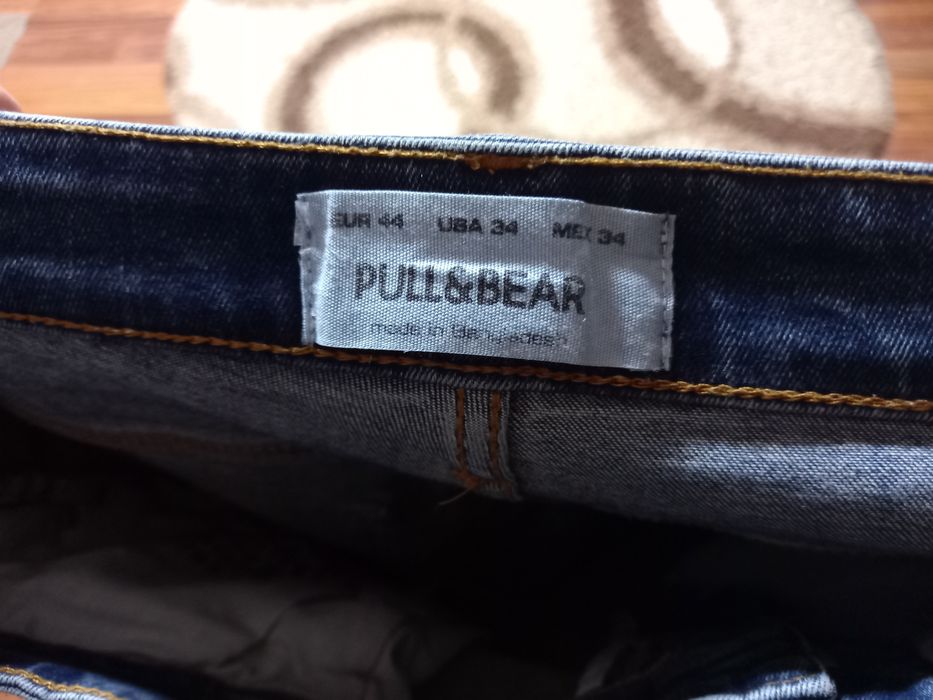 EUR 44 USA 34 MEX 34
PULL&BEAR
made in Bangladesh